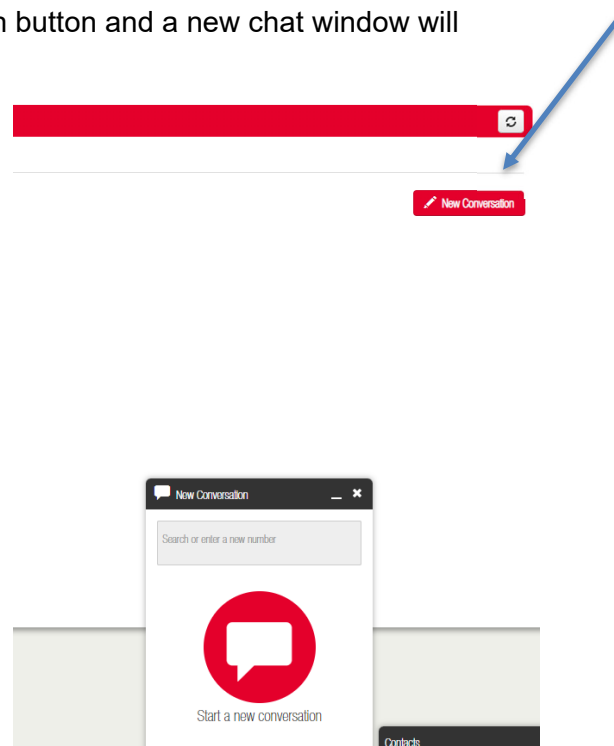 button and a new chat window will
New Conversation
New Conversation
Search or enter a new number
Start a new conversation
Contacts